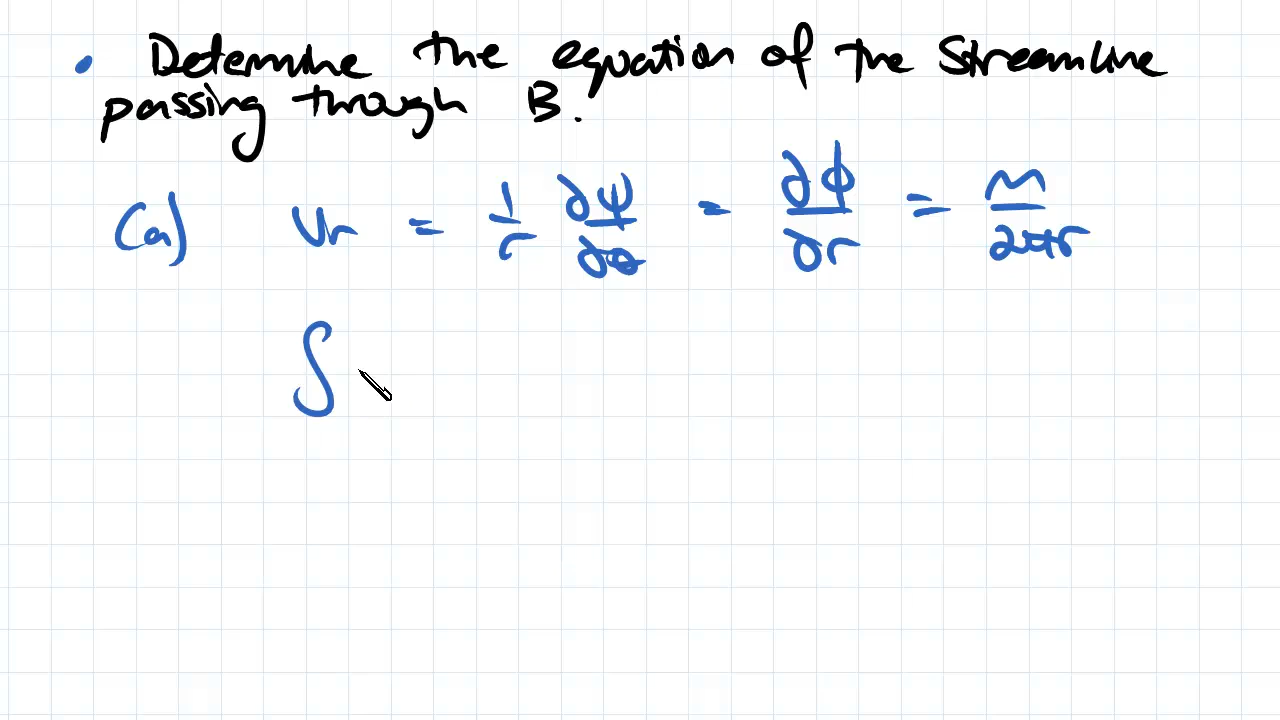 • Determine the equation of the streamline
passing through B.
(a) vr = 1/r ∂ψ/∂θ = ∂ϕ/∂r = m/2πr
∫